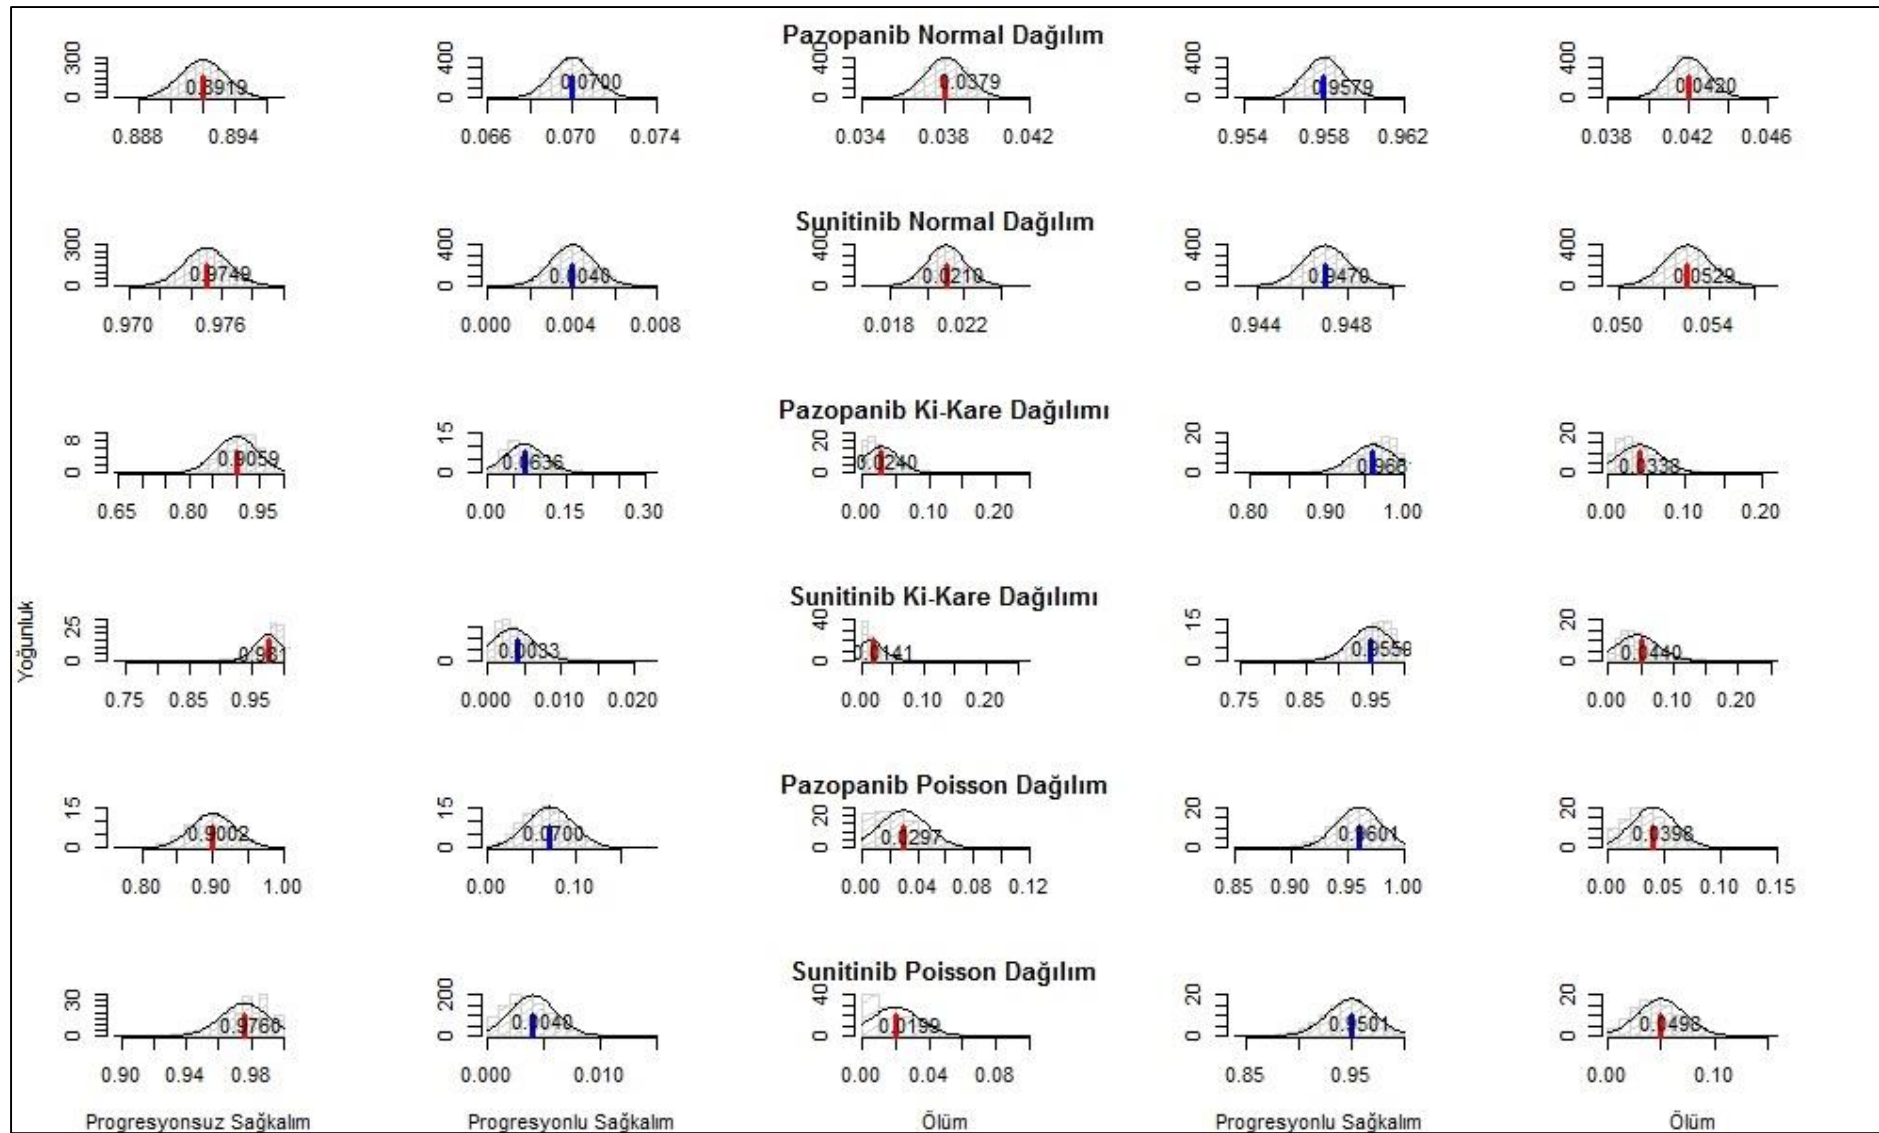 Pazopanib Normal Dağılım
0 300
0 400
0 400
0 400
0 400
0.8919
0.0700
0.0379
0.9579
0.0420
0.888 0.894
0.066 0.070 0.074
0.034 0.038 0.042
0.954 0.958 0.962
0.038 0.042 0.046
Sunitinib Normal Dağılım
0 300
0 400
0 400
0 400
0 400
0.9749
0.0040
0.0210
0.9470
0.0529
0.970 0.976
0.000 0.004 0.008
0.018 0.022
0.944 0.948
0.050 0.054
Pazopanib Ki-Kare Dağılımı
0 8
0 15
0 20
0 20
0 20
0.9059
0.0636
0.0240
0.0338
0.65 0.80 0.95
0.00 0.15 0.30
0.00 0.10 0.20
0.80 0.90 1.00
0.00 0.10 0.20
Sunitinib Ki-Kare Dağılımı
Yoğunluk
0 25
0
0 40
0 15
0 20
0.0033
0.0141
0.9559
0.0440
0.75 0.85 0.95
0.000 0.010 0.020
0.00 0.10 0.20
0.75 0.85 0.95
0.00 0.10 0.20
Pazopanib Poisson Dağılım
0 15
0 15
0 20
0 20
0 20
0.9002
0.0700
0.0297
0.9601
0.0398
0.80 0.90 1.00
0.00 0.10
0.00 0.04 0.08 0.12
0.85 0.90 0.95 1.00
0.00 0.05 0.10 0.15
Sunitinib Poisson Dağılım
0 30
0 200
0 40
0 20
0 20
0.9760
0.0040
0.0199
0.9501
0.0498
0.90 0.94 0.98
0.000 0.010
0.00 0.04 0.08
0.85 0.95
0.00 0.10
Progresyonsuz Sağkalım
Progresyonlu Sağkalım
Ölüm
Progresyonlu Sağkalım
Ölüm